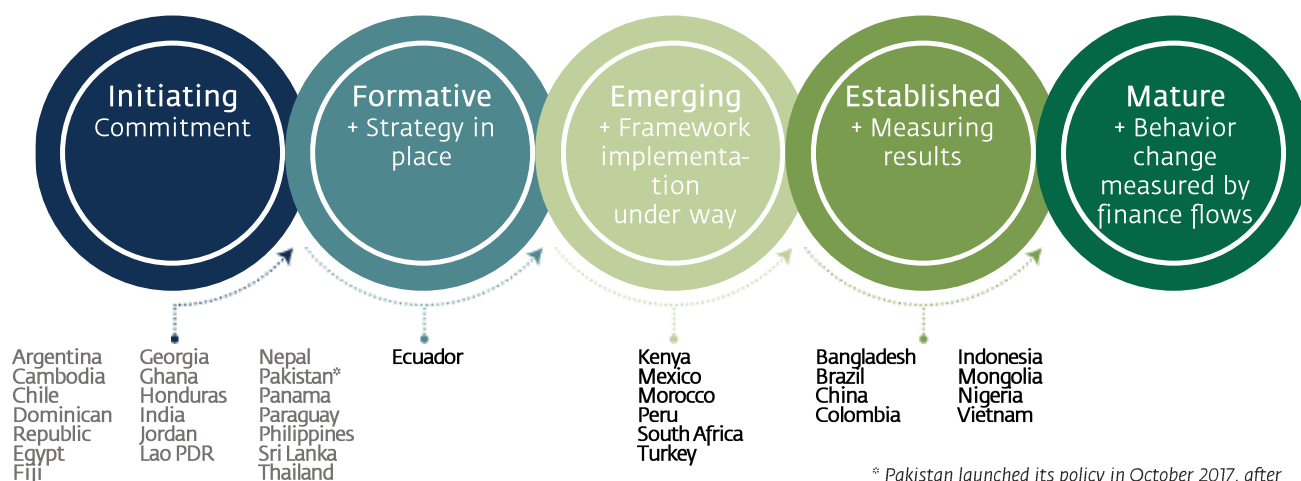 Initiating
Commitment
Formative
+ Strategy in
place
Emerging
+ Framework
implementa-
tion
under way
Established
+ Measuring
results
Mature
+ Behavior
change
measured by
finance flows
Argentina
Cambodia
Chile
Dominican
Republic
Egypt
Fiji
Georgia
Ghana
Honduras
India
Jordan
Lao PDR
Nepal
Pakistan*
Panama
Paraguay
Philippines
Sri Lanka
Thailand
Ecuador
Kenya
Mexico
Morocco
Peru
South Africa
Turkey
Bangladesh
Brazil
China
Colombia
Indonesia
Mongolia
Nigeria
Vietnam
* Pakistan launched its policy in October 2017, after